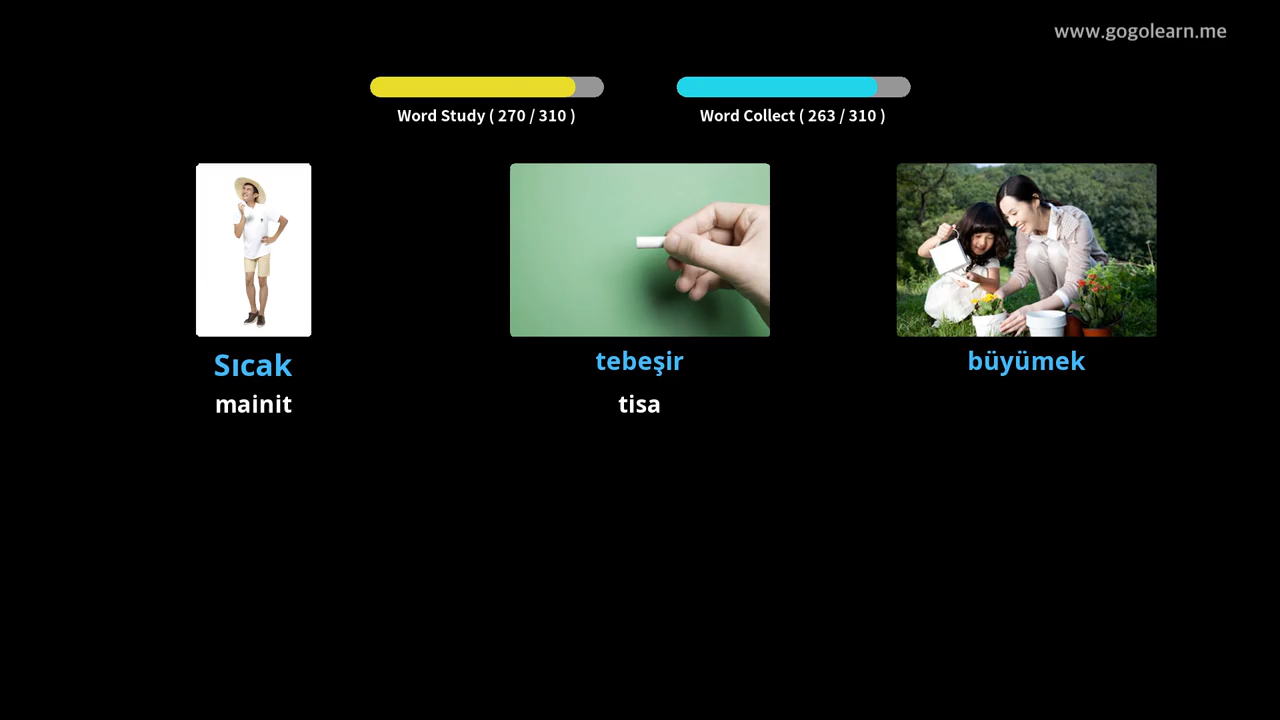 www.gogolearn.me
Word Study ( 270 / 310 )
Word Collect ( 263 / 310 )
Sıcak
tebeşir
büyümek
mainit
tisa